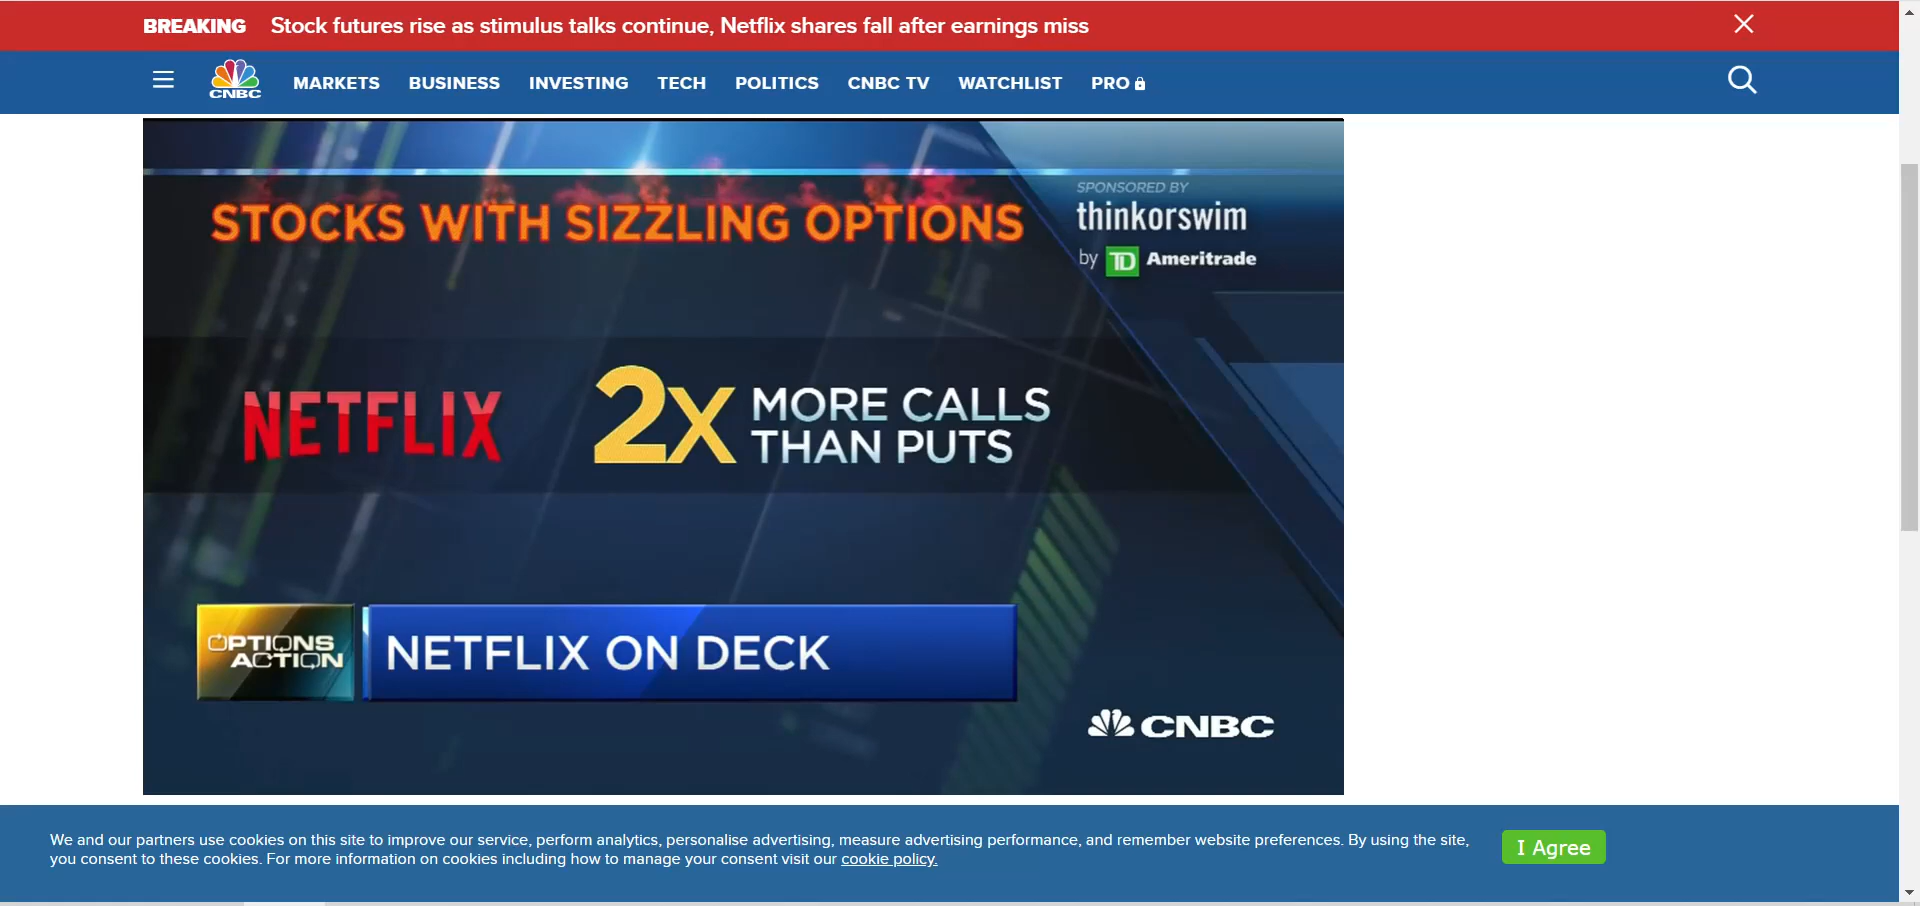 BREAKING Stock futures rise as stimulus talks continue, Netflix shares fall after earnings miss
CNBC MARKETS BUSINESS INVESTING TECH POLITICS CNBC TV WATCHLIST PRO
STOCKS WITH SIZZLING OPTIONS
SPONSORED BY
thinkorswim
by TD Ameritrade
NETFLIX
2X MORE CALLS
THAN PUTS
OPTIONS
ACTION
NETFLIX ON DECK
CNBC
We and our partners use cookies on this site to improve our service, perform analytics, personalise advertising, measure advertising performance, and remember website preferences. By using the site,
you consent to these cookies. For more information on cookies including how to manage your consent visit our cookie policy.
I Agree